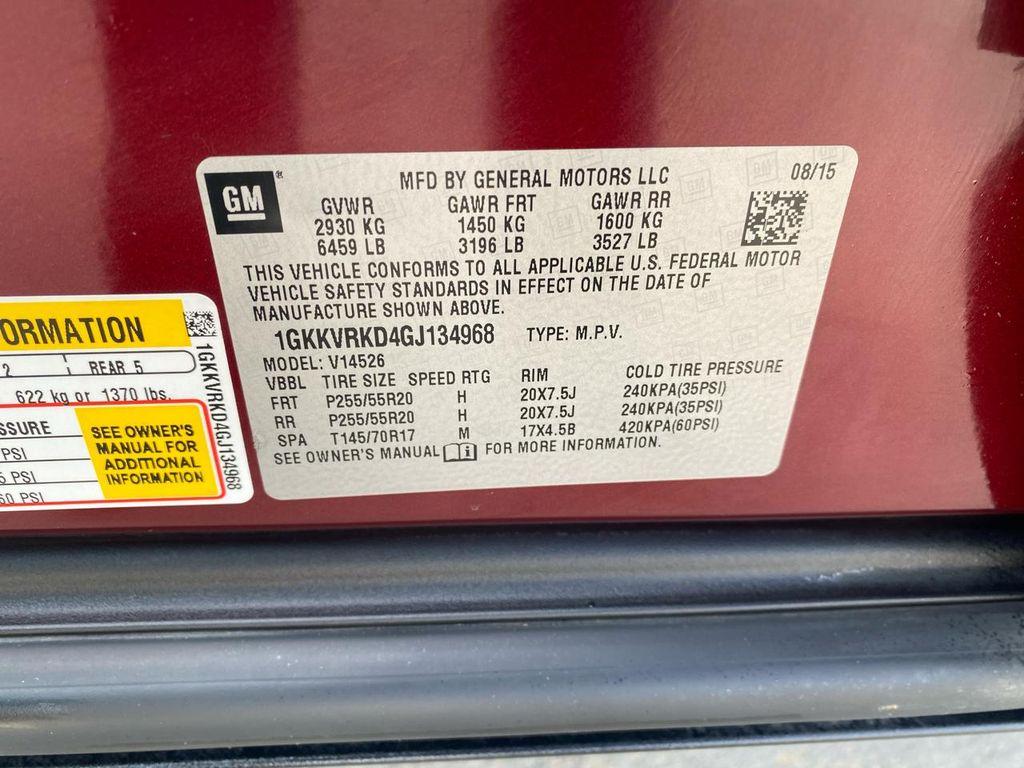 GM
MFD BY GENERAL MOTORS LLC 08/15
GVWR GAWR FRT GAWR RR
2930 KG 1450 KG 1600 KG
6459 LB 3196 LB 3527 LB
THIS VEHICLE CONFORMS TO ALL APPLICABLE U.S. FEDERAL MOTOR
VEHICLE SAFETY STANDARDS IN EFFECT ON THE DATE OF
MANUFACTURE SHOWN ABOVE.
1GKKVRKD4GJ134968 TYPE: M.P.V.
MODEL: V14526
VBBL TIRE SIZE SPEED RTG RIM COLD TIRE PRESSURE
FRT P255/55R20 H 20X7.5J 240KPA(35PSI)
RR P255/55R20 H 20X7.5J 240KPA(35PSI)
SPA T145/70R17 M 17X4.5B 420KPA(60PSI)
SEE OWNER'S MANUAL i FOR MORE INFORMATION.
ORMATION
2 REAR 5
622 kg or 1370 lbs.
SSURE
PSI
5 PSI
60 PSI
SEE OWNER'S
MANUAL FOR
ADDITIONAL
INFORMATION
1GKKVRKD4GJ134968